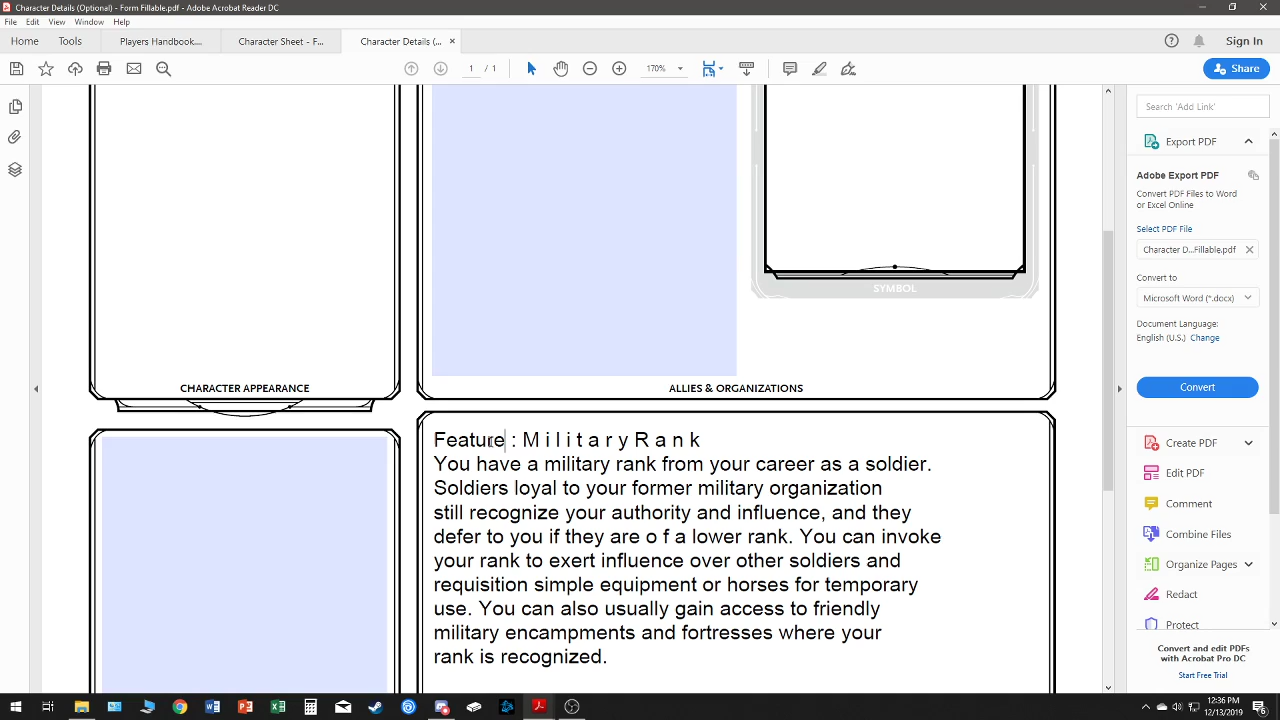 Character Details (Optional) - Form Fillable.pdf - Adobe Acrobat Reader DC
File Edit View Window Help
Home Tools Players Handbook.... Character Sheet - F... Character Details (... × Sign In
1 / 1 170% Share
Search 'Add Link'
Export PDF
Adobe Export PDF
Convert PDF Files to Word
or Excel Online
Select PDF File
Character D...Fillable.pdf
Convert to
Microsoft Word (*.docx)
Document Language:
English (U.S.) Change
Convert
Create PDF
Edit PDF
Comment
Combine Files
Organize Pages
Redact
Protect
Convert and edit PDFs
with Acrobat Pro DC
Start Free Trial
SYMBOL
CHARACTER APPEARANCE
ALLIES & ORGANIZATIONS
Feature : M i l i t a r y R a n k
You have a military rank from your career as a soldier.
Soldiers loyal to your former military organization
still recognize your authority and influence, and they
defer to you if they are o f a lower rank. You can invoke
your rank to exert influence over other soldiers and
requisition simple equipment or horses for temporary
use. You can also usually gain access to friendly
military encampments and fortresses where your
rank is recognized.
12:36 PM
12/13/2019